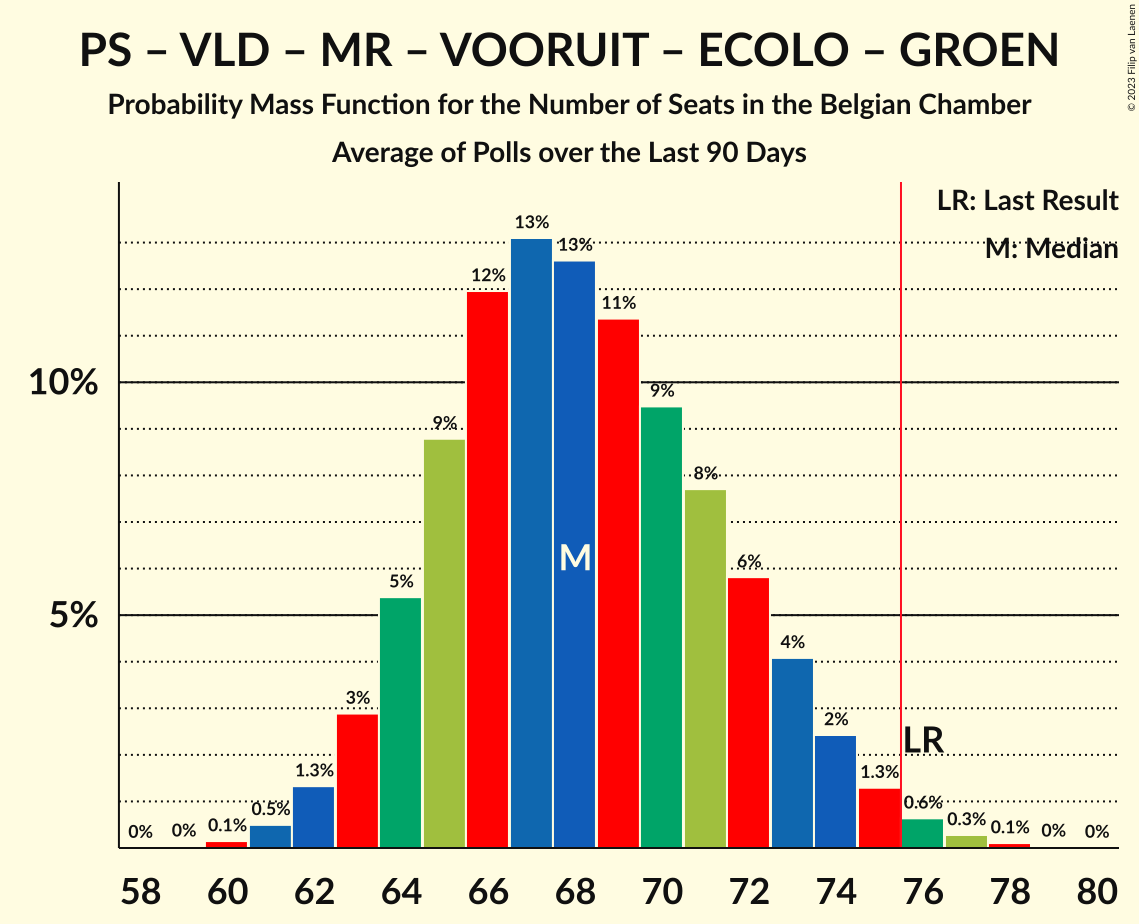 PS – VLD – MR – VOORUIT – ECOLO – GROEN
Probability Mass Function for the Number of Seats in the Belgian Chamber
Average of Polls over the Last 90 Days
© 2023 Filip van Laenen
LR: Last Result
M: Median
10%
5%
0% 0% 0.1% 0.5% 1.3% 3% 5% 9% 12% 13% 13% 11% 9% 8% 6% 4% 2% 1.3% 0.6% 0.3% 0.1% 0% 0%
M
LR
58 60 62 64 66 68 70 72 74 76 78 80